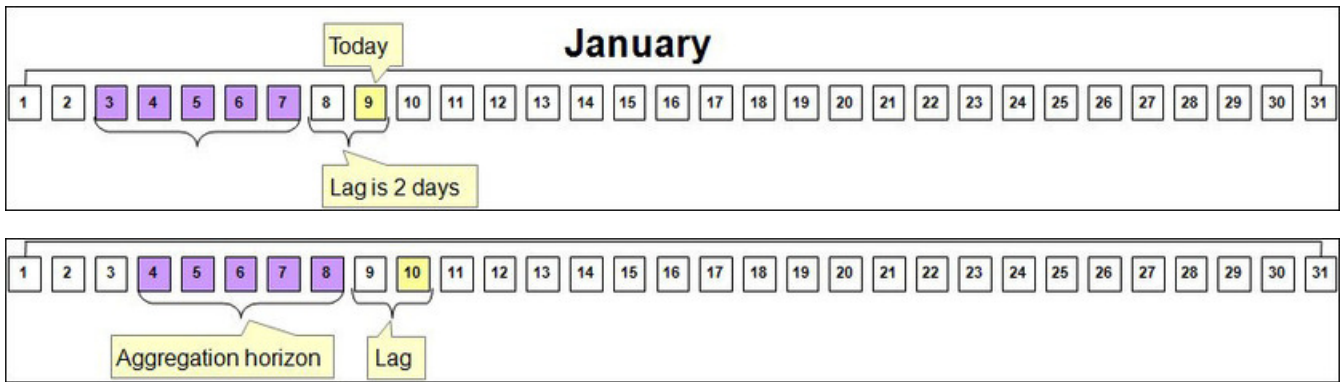 January
Today
1 2 3 4 5 6 7 8 9 10 11 12 13 14 15 16 17 18 19 20 21 22 23 24 25 26 27 28 29 30 31
Lag is 2 days
1 2 3 4 5 6 7 8 9 10 11 12 13 14 15 16 17 18 19 20 21 22 23 24 25 26 27 28 29 30 31
Aggregation horizon
Lag